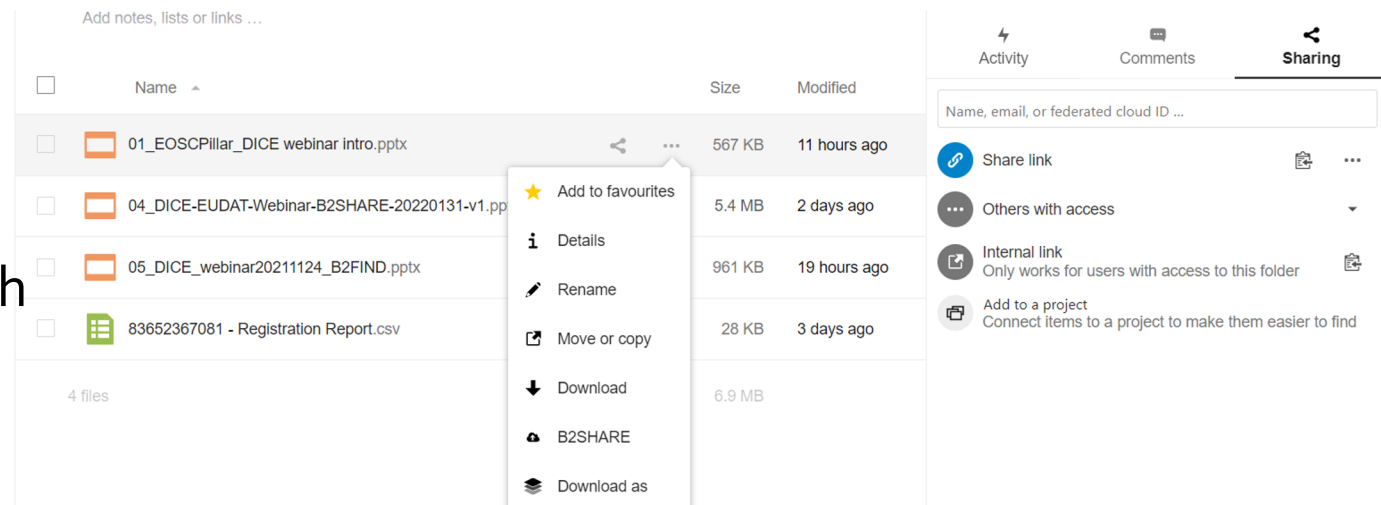 Add notes, lists or links ...
Name
Size
Modified
01_EOSCPillar_DICE webinar intro.pptx
567 KB
11 hours ago
04_DICE-EUDAT-Webinar-B2SHARE-20220131-v1.pp
5.4 MB
2 days ago
05_DICE_webinar20211124_B2FIND.pptx
961 KB
19 hours ago
h
83652367081 - Registration Report.csv
28 KB
3 days ago
4 files
6.9 MB
Add to favourites
Details
Rename
Move or copy
Download
B2SHARE
Download as
Activity
Comments
Sharing
Name, email, or federated cloud ID ...
Share link
Others with access
Internal link
Only works for users with access to this folder
Add to a project
Connect items to a project to make them easier to find